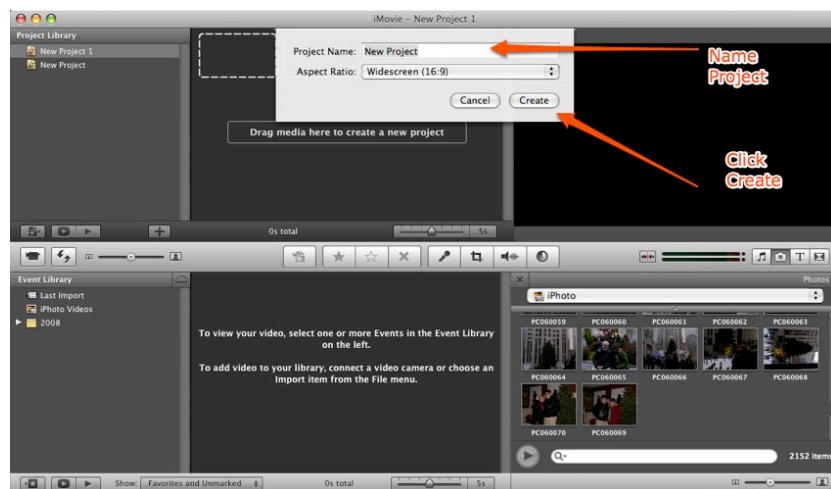 iMovie – New Project 1
Project Library
New Project 1
New Project
Project Name: New Project
Aspect Ratio: Widescreen (16:9)
Cancel Create
Name
Project
Drag media here to create a new project
Click
Create
0s total
5s
Event Library
Last Import
iPhoto Videos
2008
To view your video, select one or more Events in the Event Library
on the left.
To add video to your library, connect a video camera or choose an
Import item from the File menu.
Photos
iPhoto
PC060059 PC060060 PC060061 PC060062 PC060063
PC060064 PC060065 PC060066 PC060067 PC060068
PC060070 PC060069
2152 items
Show: Favorites and Unmarked
0s total
5s